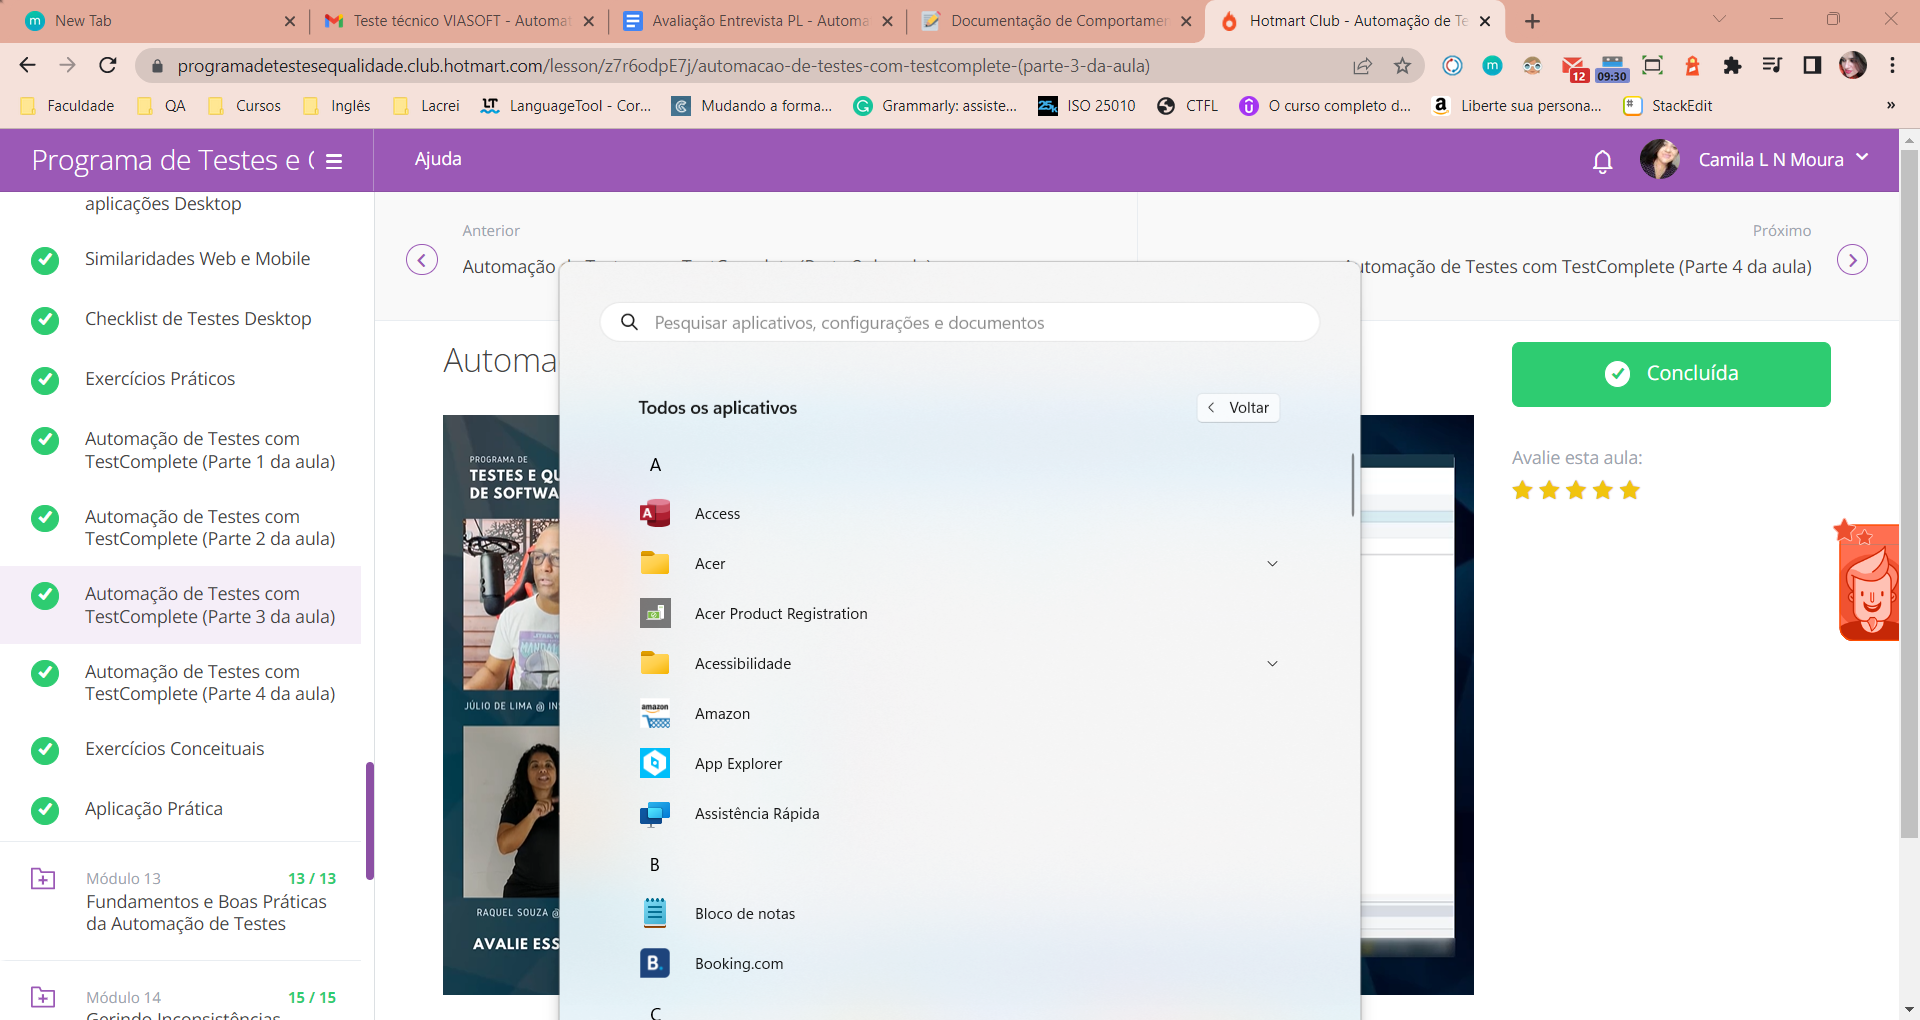 New Tab
Teste técnico VIASOFT - Automat
Avaliação Entrevista PL - Automa
Documentação de Comportamen
Hotmart Club - Automação de Te
programadetestesequalidade.club.hotmart.com/lesson/z7r6odpE7j/automacao-de-testes-com-testcomplete-(parte-3-da-aula)
12
09:30
Faculdade
QA
Cursos
Inglês
Lacrei
LanguageTool - Cor...
Mudando a forma...
Grammarly: assiste...
ISO 25010
CTFL
O curso completo d...
Liberte sua persona...
StackEdit
»
Programa de Testes e
Ajuda
Camila L N Moura
aplicações Desktop
Similaridades Web e Mobile
Checklist de Testes Desktop
Exercícios Práticos
Automação de Testes com
TestComplete (Parte 1 da aula)
Automação de Testes com
TestComplete (Parte 2 da aula)
Automação de Testes com
TestComplete (Parte 3 da aula)
Automação de Testes com
TestComplete (Parte 4 da aula)
Exercícios Conceituais
Aplicação Prática
Módulo 13
13 / 13
Fundamentos e Boas Práticas
da Automação de Testes
Módulo 14
15 / 15
Gerindo Inconsistências
Anterior
Automação
Próximo
utomação de Testes com TestComplete (Parte 4 da aula)
Automa
PROGRAMA DE
TESTES E QU
DE SOFTWA
JÚLIO DE LIMA @ IN
RAQUEL SOUZA @
AVALIE ESS
Pesquisar aplicativos, configurações e documentos
Todos os aplicativos
Voltar
A
Access
Acer
Acer Product Registration
Acessibilidade
amazon
Amazon
App Explorer
Assistência Rápida
B
Bloco de notas
B.
Booking.com
C
Concluída
Avalie esta aula: